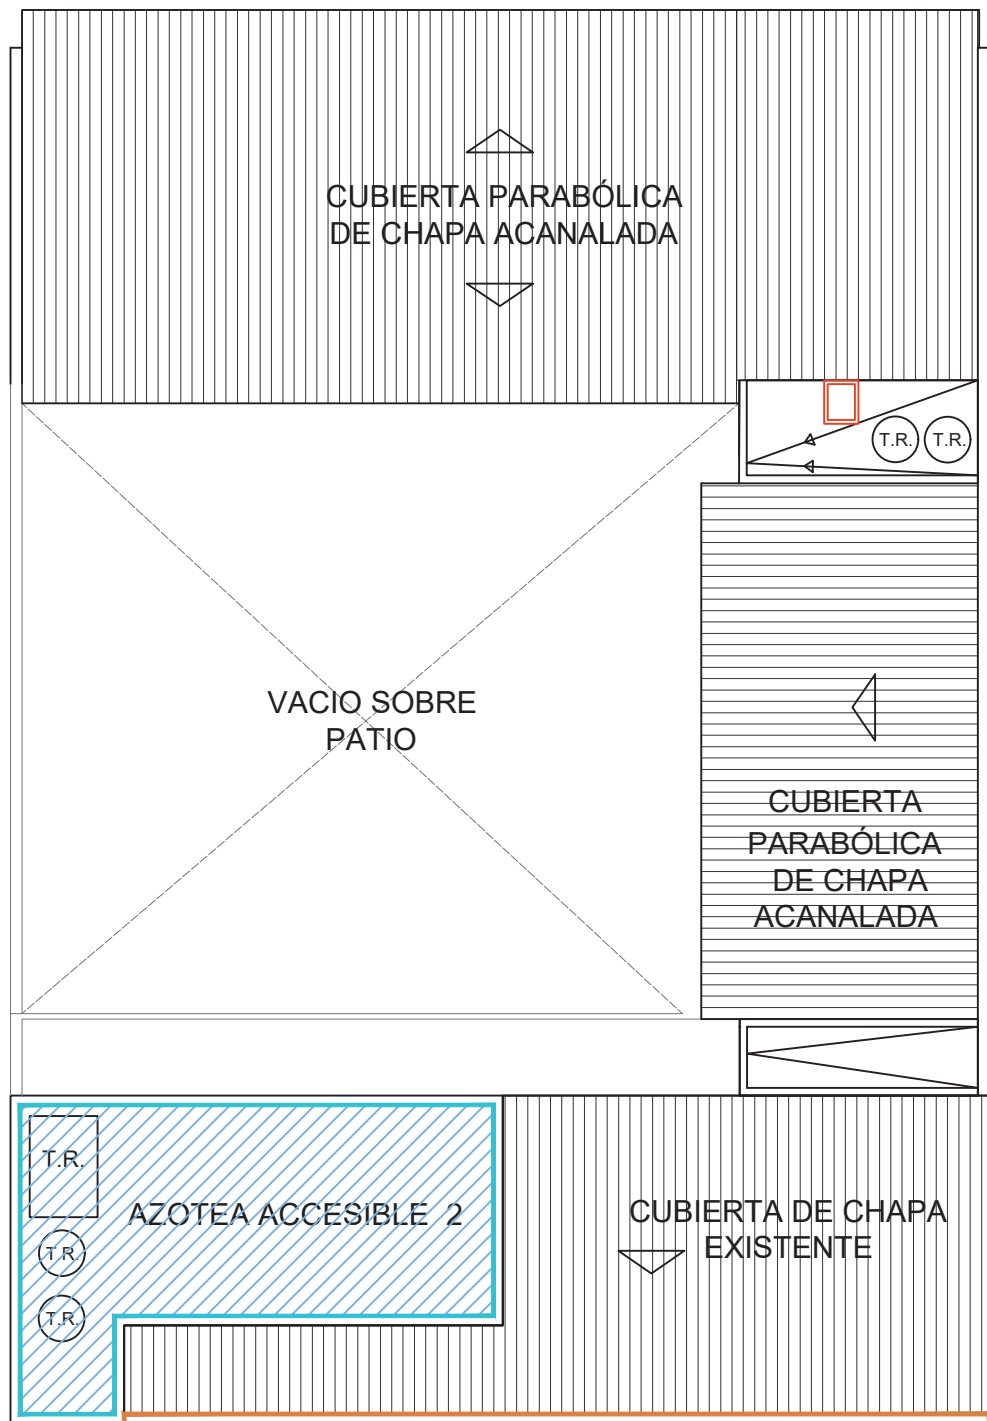 CUBIERTA PARABÓLICA
DE CHAPA ACANALADA
T.R.
T.R.
VACIO SOBRE
PATIO
CUBIERTA
PARABÓLICA
DE CHAPA
ACANALADA
T.R.
AZOTEA ACCESIBLE 2
T.R.
T.R.
CUBIERTA DE CHAPA
EXISTENTE